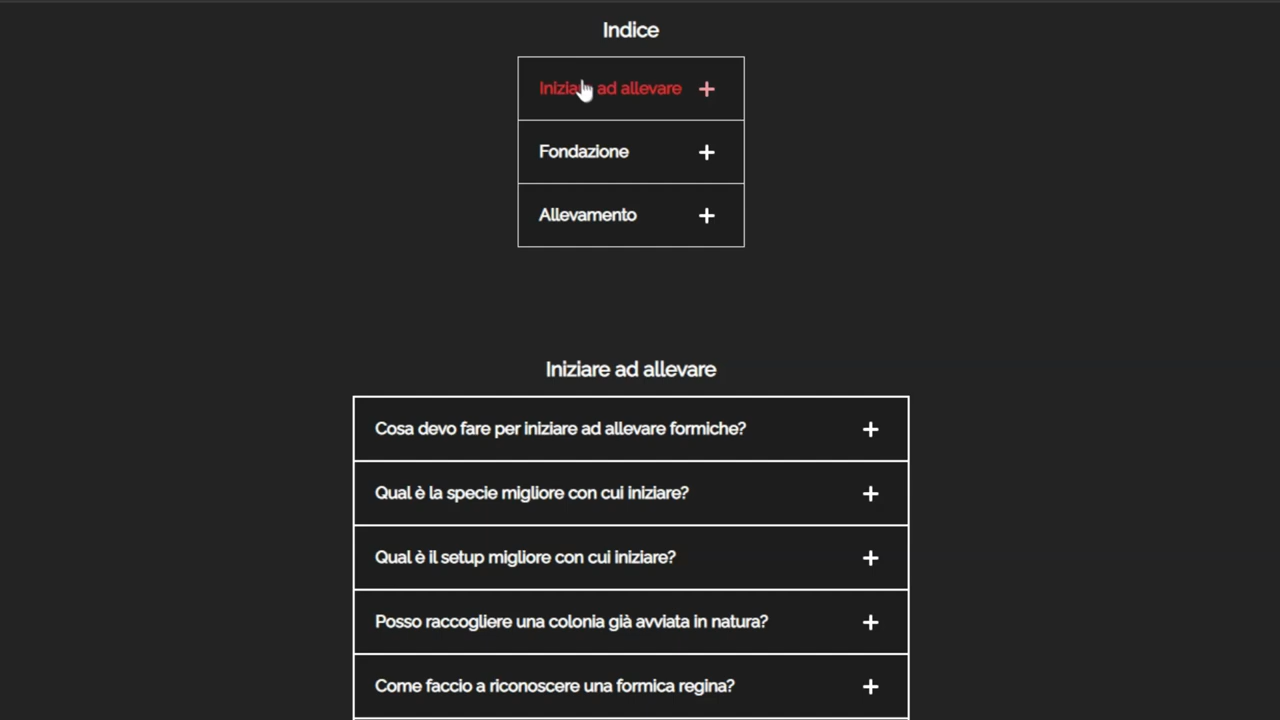 Indice
Iniziare ad allevare
Fondazione
Allevamento
Iniziare ad allevare
Cosa devo fare per iniziare ad allevare formiche?
Qual è la specie migliore con cui iniziare?
Qual è il setup migliore con cui iniziare?
Posso raccogliere una colonia già avviata in natura?
Come faccio a riconoscere una formica regina?